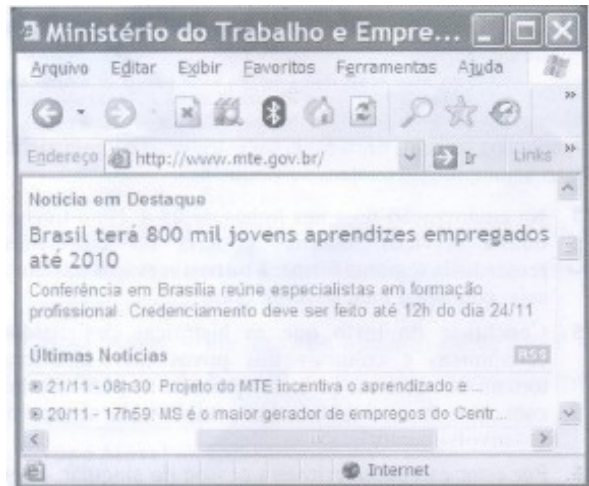 Ministério do Trabalho e Empre...
Arquivo Editar Exibir Favoritos Ferramentas Ajuda
Endereço http://www.mte.gov.br/ Ir Links
Notícia em Destaque
Brasil terá 800 mil jovens aprendizes empregados
até 2010
Conferência em Brasília reúne especialistas em formação
profissional. Credenciamento deve ser feito até 12h do dia 24/11
Últimas Notícias RSS
21/11 - 08h30: Projeto do MTE incentiva o aprendizado e ...
20/11 - 17h59: MS é o maior gerador de empregos do Centr...
Internet